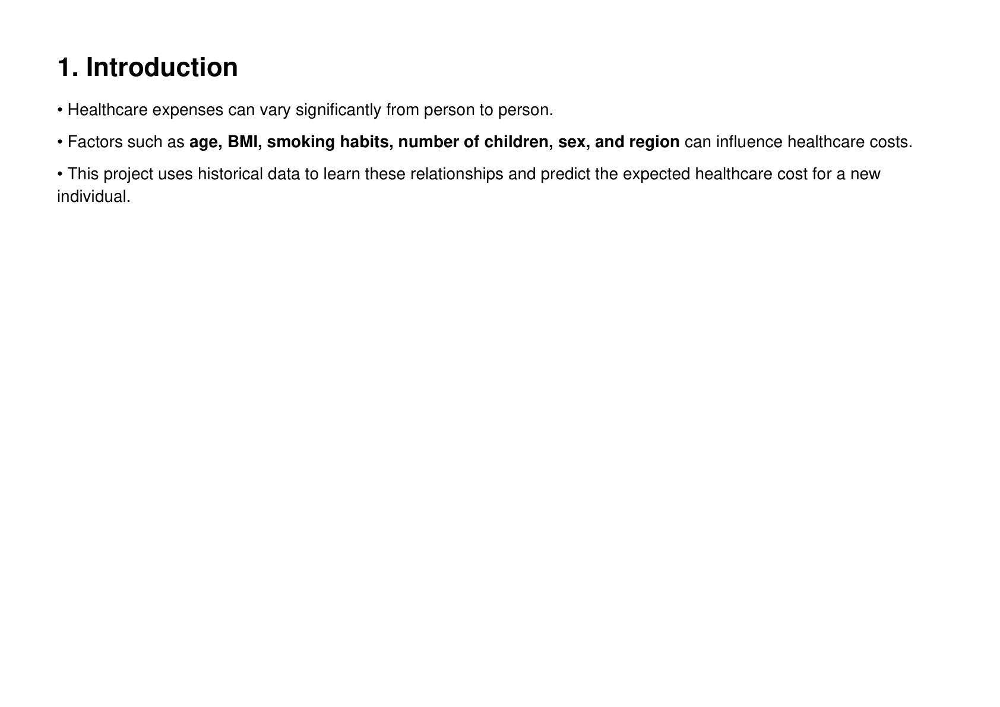 1. Introduction
• Healthcare expenses can vary significantly from person to person.
• Factors such as age, BMI, smoking habits, number of children, sex, and region can influence healthcare costs.
• This project uses historical data to learn these relationships and predict the expected healthcare cost for a new
individual.